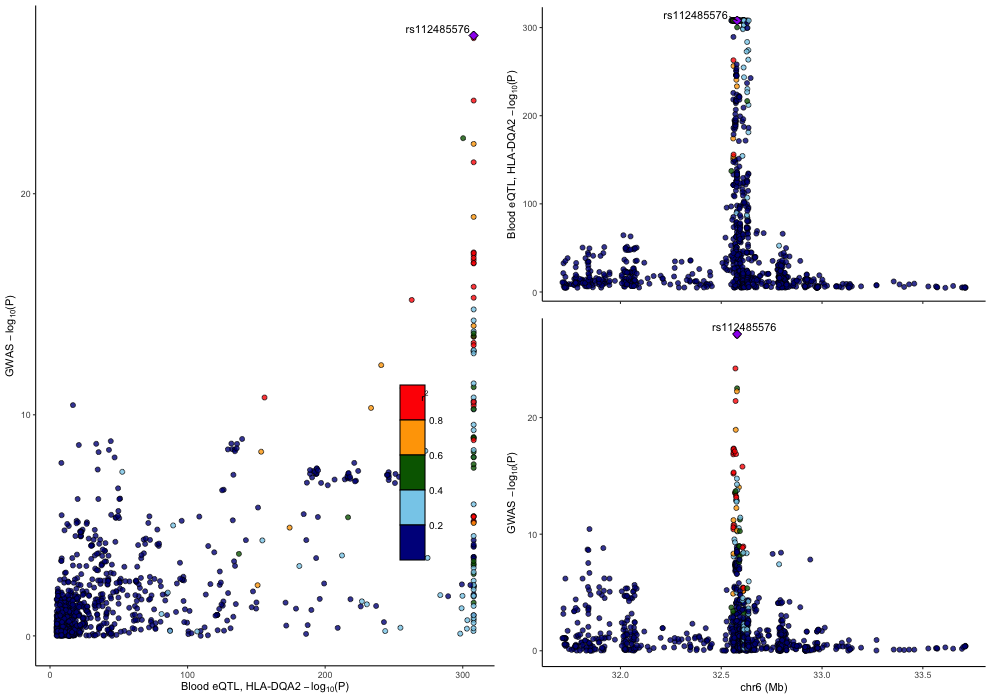 rs112485576
GWAS −log10(P)
20
10
0
0
100
200
300
Blood eQTL, HLA-DQA2 −log10(P)
r2
0.8
0.6
0.4
0.2
rs112485576
Blood eQTL, HLA-DQA2 −log10(P)
300
200
100
0
rs112485576
GWAS −log10(P)
20
10
0
32.0
32.5
33.0
33.5
chr6 (Mb)